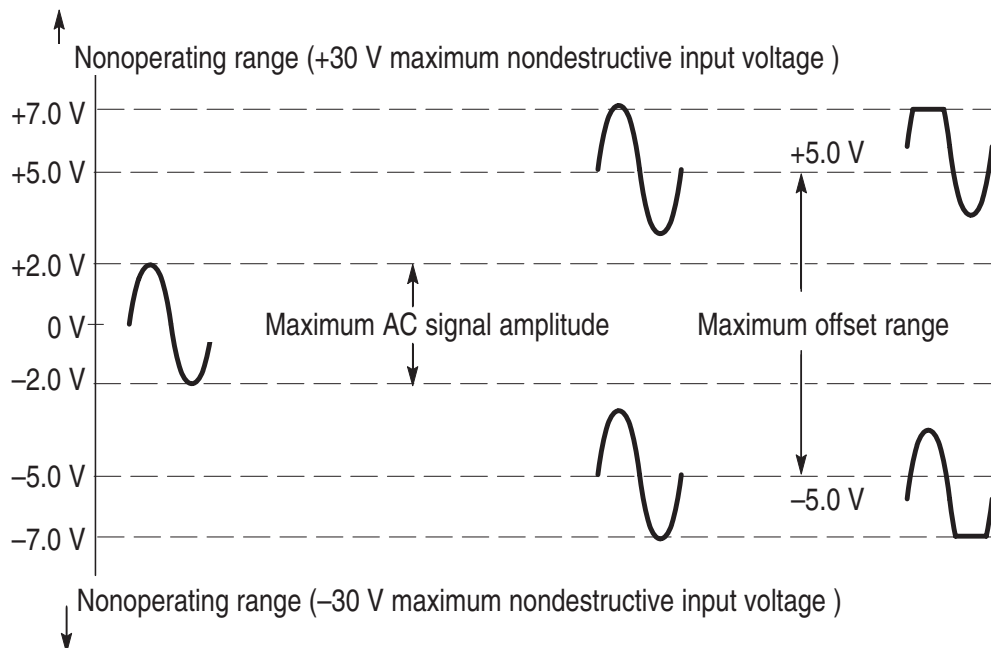 Nonoperating range (+30 V maximum nondestructive input voltage )
+7.0 V
+5.0 V
+5.0 V
+2.0 V
0 V
Maximum AC signal amplitude
Maximum offset range
–2.0 V
–5.0 V
–5.0 V
–7.0 V
Nonoperating range (–30 V maximum nondestructive input voltage )